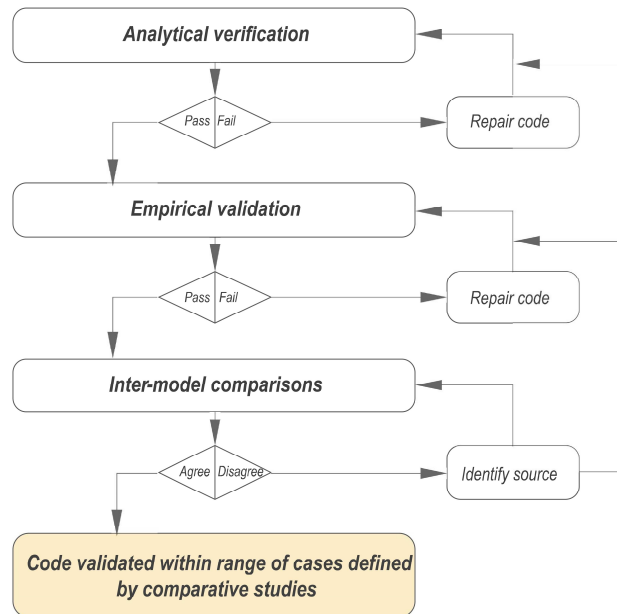 Analytical verification
Pass Fail
Repair code
Empirical validation
Pass Fail
Repair code
Inter-model comparisons
Agree Disagree
Identify source
Code validated within range of cases defined
by comparative studies